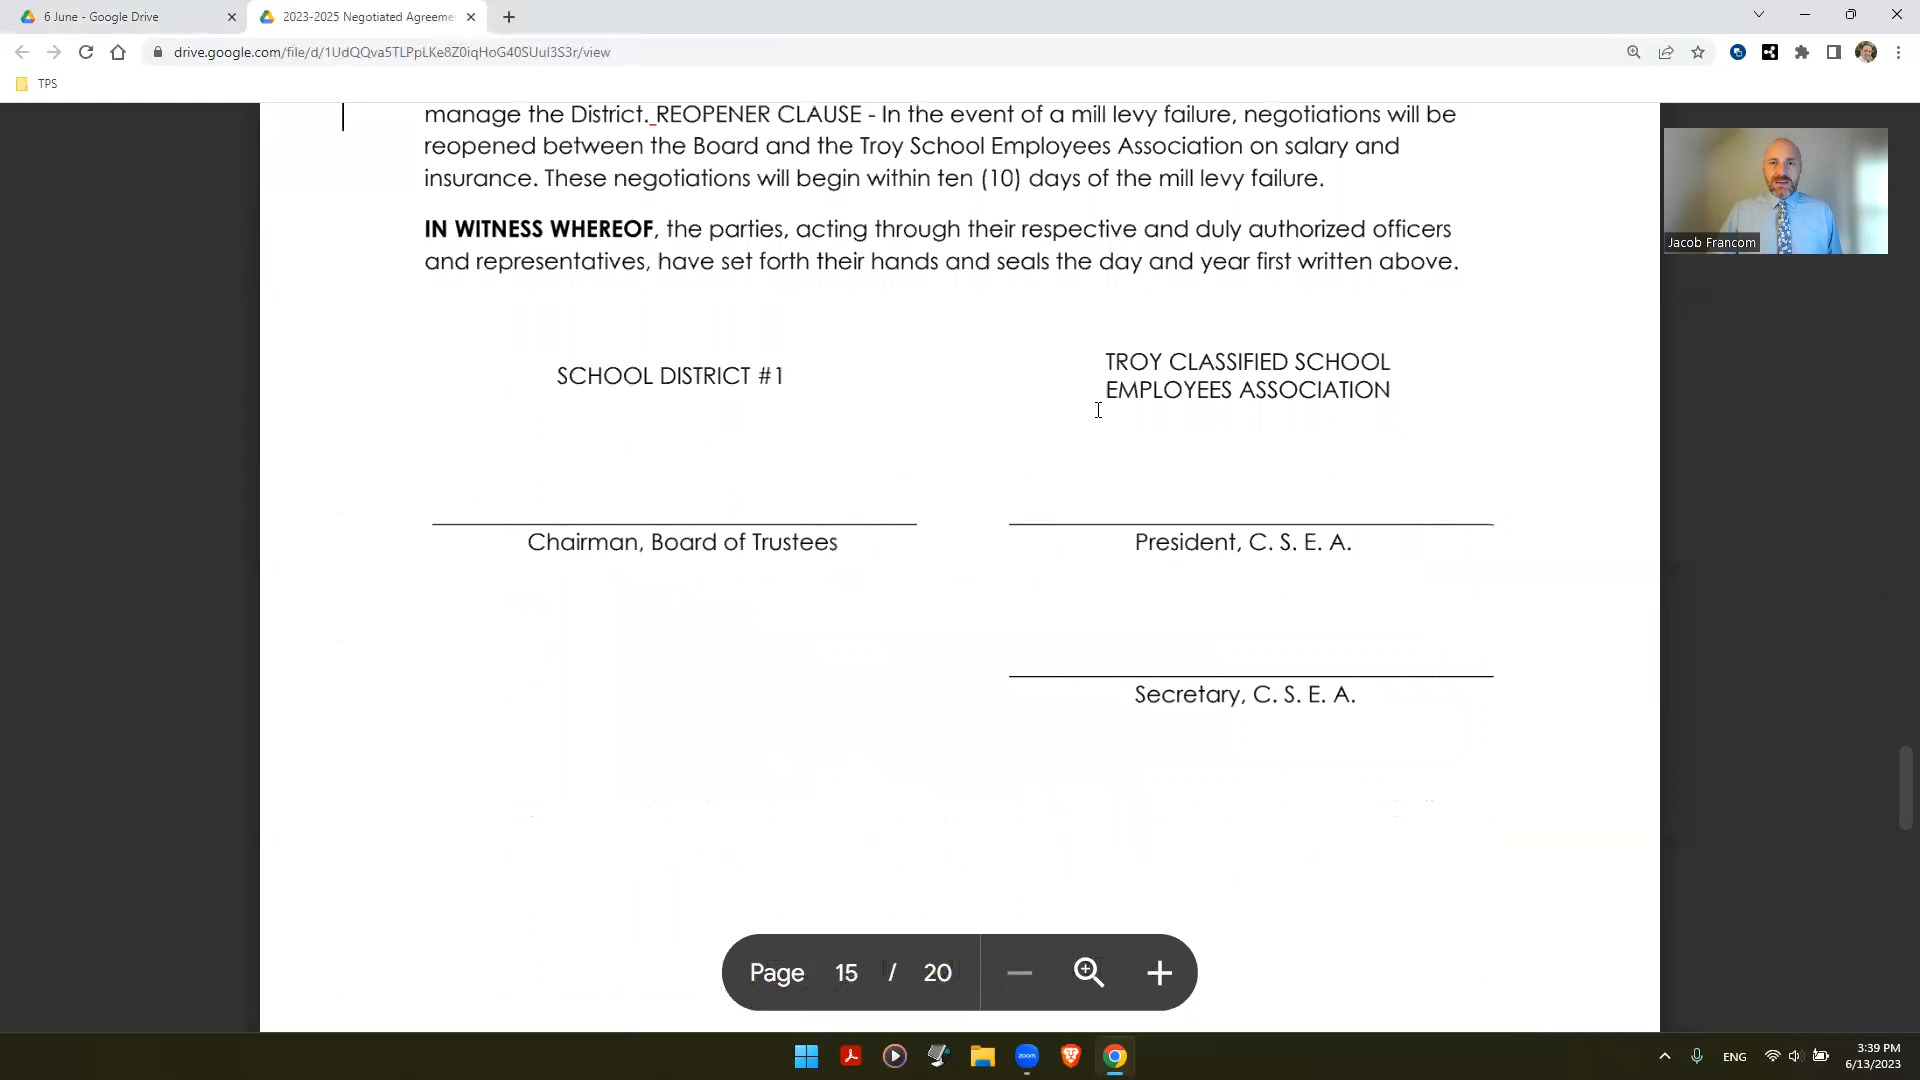 6 June - Google Drive
2023-2025 Negotiated Agreeme
drive.google.com/file/d/1UdQQva5TLPpLKe8Z0iqHoG40SUul3S3r/view
TPS
manage the District. REOPENER CLAUSE - In the event of a mill levy failure, negotiations will be
reopened between the Board and the Troy School Employees Association on salary and
insurance. These negotiations will begin within ten (10) days of the mill levy failure.
Jacob Francom
IN WITNESS WHEREOF, the parties, acting through their respective and duly authorized officers
and representatives, have set forth their hands and seals the day and year first written above.
SCHOOL DISTRICT #1
TROY CLASSIFIED SCHOOL
EMPLOYEES ASSOCIATION
Chairman, Board of Trustees
President, C. S. E. A.
Secretary, C. S. E. A.
Page 15 / 20
zoom
ENG
3:39 PM
6/13/2023